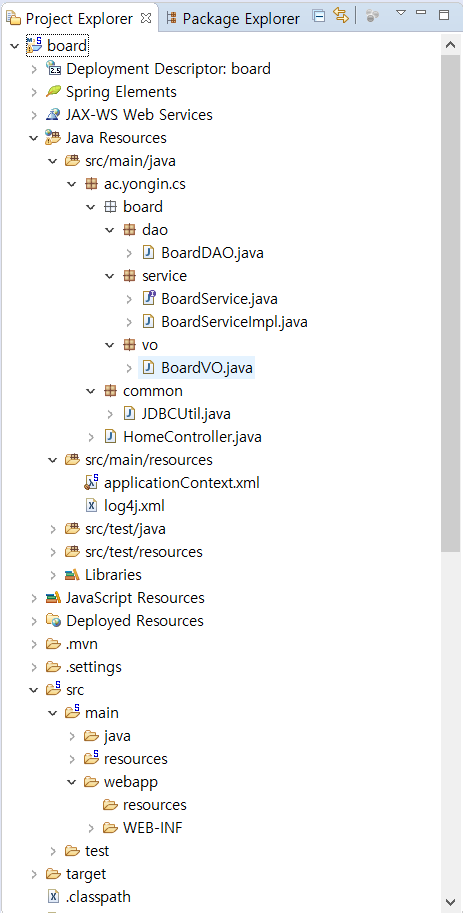 Project Explorer Package Explorer
board
Deployment Descriptor: board
Spring Elements
JAX-WS Web Services
Java Resources
src/main/java
ac.yongin.cs
board
dao
BoardDAO.java
service
BoardService.java
BoardServiceImpl.java
vo
BoardVO.java
common
JDBCUtil.java
HomeController.java
src/main/resources
applicationContext.xml
log4j.xml
src/test/java
src/test/resources
Libraries
JavaScript Resources
Deployed Resources
.mvn
.settings
src
main
java
resources
webapp
resources
WEB-INF
test
target
.classpath